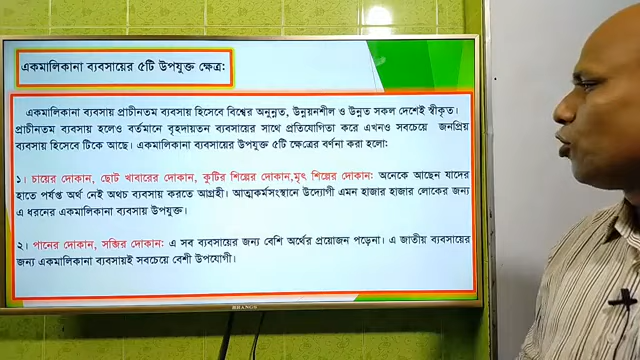 একমালিকানা ব্যবসায়ের ৫টি উপযুক্ত ক্ষেত্র:
একমালিকানা ব্যবসায় প্রাচীনতম ব্যবসায় হিসেবে বিশ্বের অনুন্নত, উন্নয়নশীল ও উন্নত সকল দেশেই স্বীকৃত।
প্রাচীনতম ব্যবসায় হলেও বর্তমানে বৃহদায়তন ব্যবসায়ের সাথে প্রতিযোগিতা করে এখনও সবচেয়ে জনপ্রিয়
ব্যবসায় হিসেবে টিকে আছে। একমালিকানা ব্যবসায়ের উপযুক্ত ৫টি ক্ষেত্রের বর্ণনা করা হলো:
১। চায়ের দোকান, ছোট খাবারের দোকান, কুটির শিল্পের দোকান,মৃৎ শিল্পের দোকান: অনেকে আছেন যাদের
হাতে পর্যপ্ত অর্থ নেই অথচ ব্যবসায় করতে আগ্রহী। আত্মকর্মসংস্থানে উদ্যোগী এমন হাজার হাজার লোকের জন্য
এ ধরনের একমালিকানা ব্যবসায় উপযুক্ত।
২। পানের দোকান, সব্জির দোকান: এ সব ব্যবসায়ের জন্য বেশি অর্থের প্রয়োজন পড়েনা। এ জাতীয় ব্যবসায়ের
জন্য একমালিকানা ব্যবসায়ই সবচেয়ে বেশী উপযোগী।